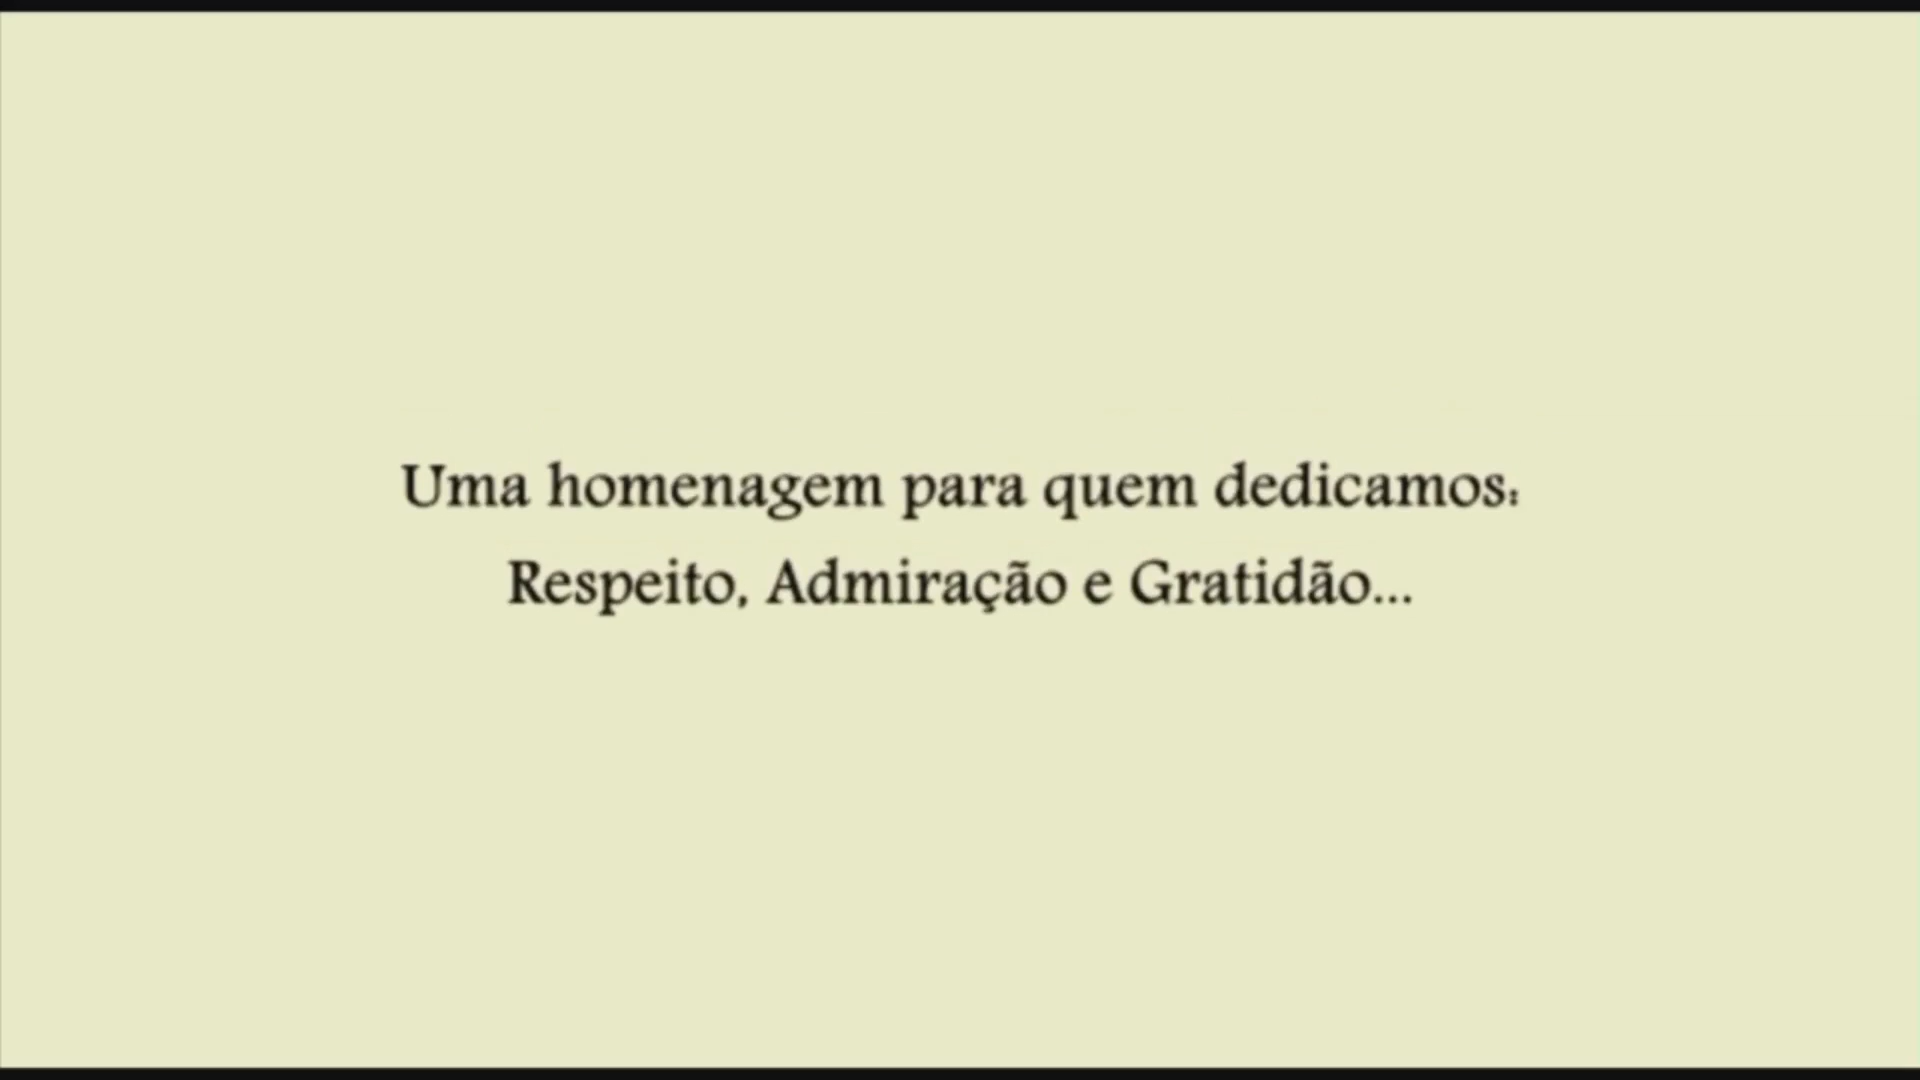 Uma homenagem para quem dedicamos:
Respeito, Admiração e Gratidão...